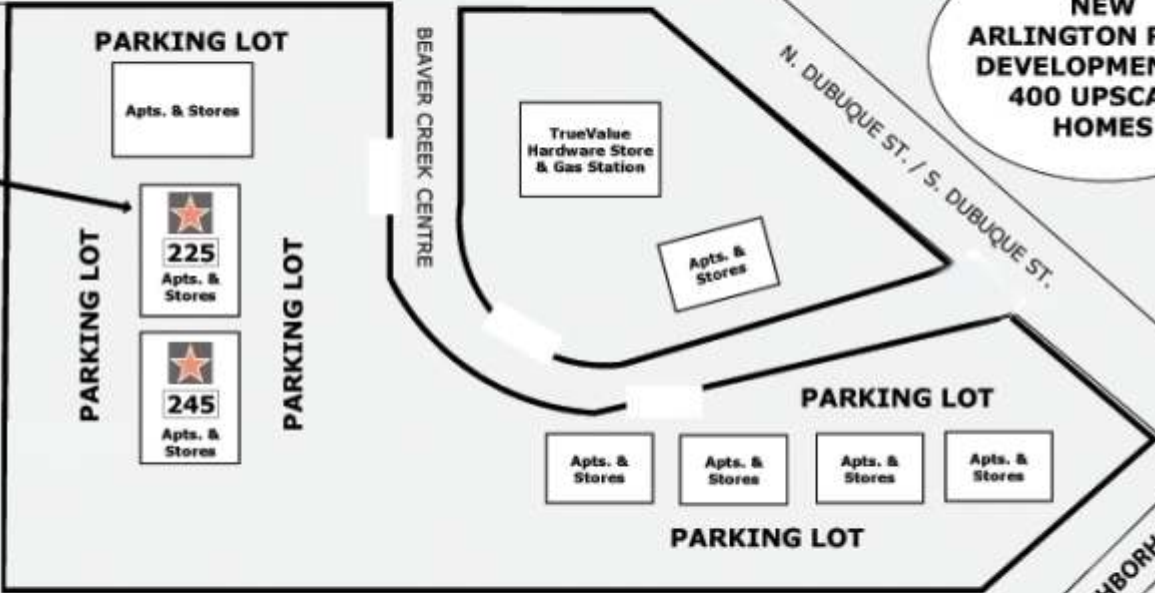 PARKING LOT
Apts. & Stores
225
Apts. &
Stores
245
Apts. &
Stores
PARKING LOT
PARKING LOT
BEAVER CREEK CENTRE
TrueValue
Hardware Store
& Gas Station
Apts. &
Stores
N. DUBUQUE ST. / S. DUBUQUE ST.
NEW
ARLINGTON
400
HOMES
PARKING LOT
Apts. &
Stores
Apts. &
Stores
Apts. &
Stores
Apts. &
Stores
PARKING LOT